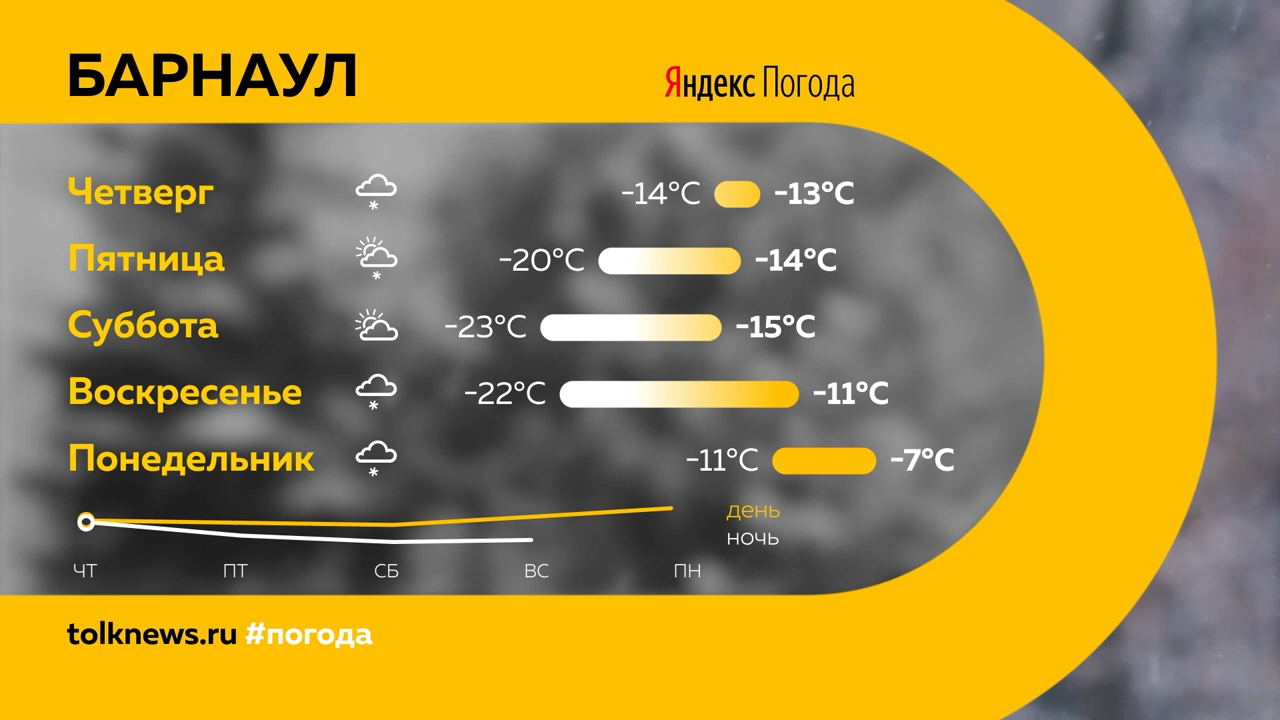 БАРНАУЛ
Яндекс Погода
Четверг -14°C -13°C
Пятница -20°C -14°C
Суббота -23°C -15°C
Воскресенье -22°C -11°C
Понедельник -11°C -7°C
день
ночь
ЧТ ПТ СБ ВС ПН
tolknews.ru #погода